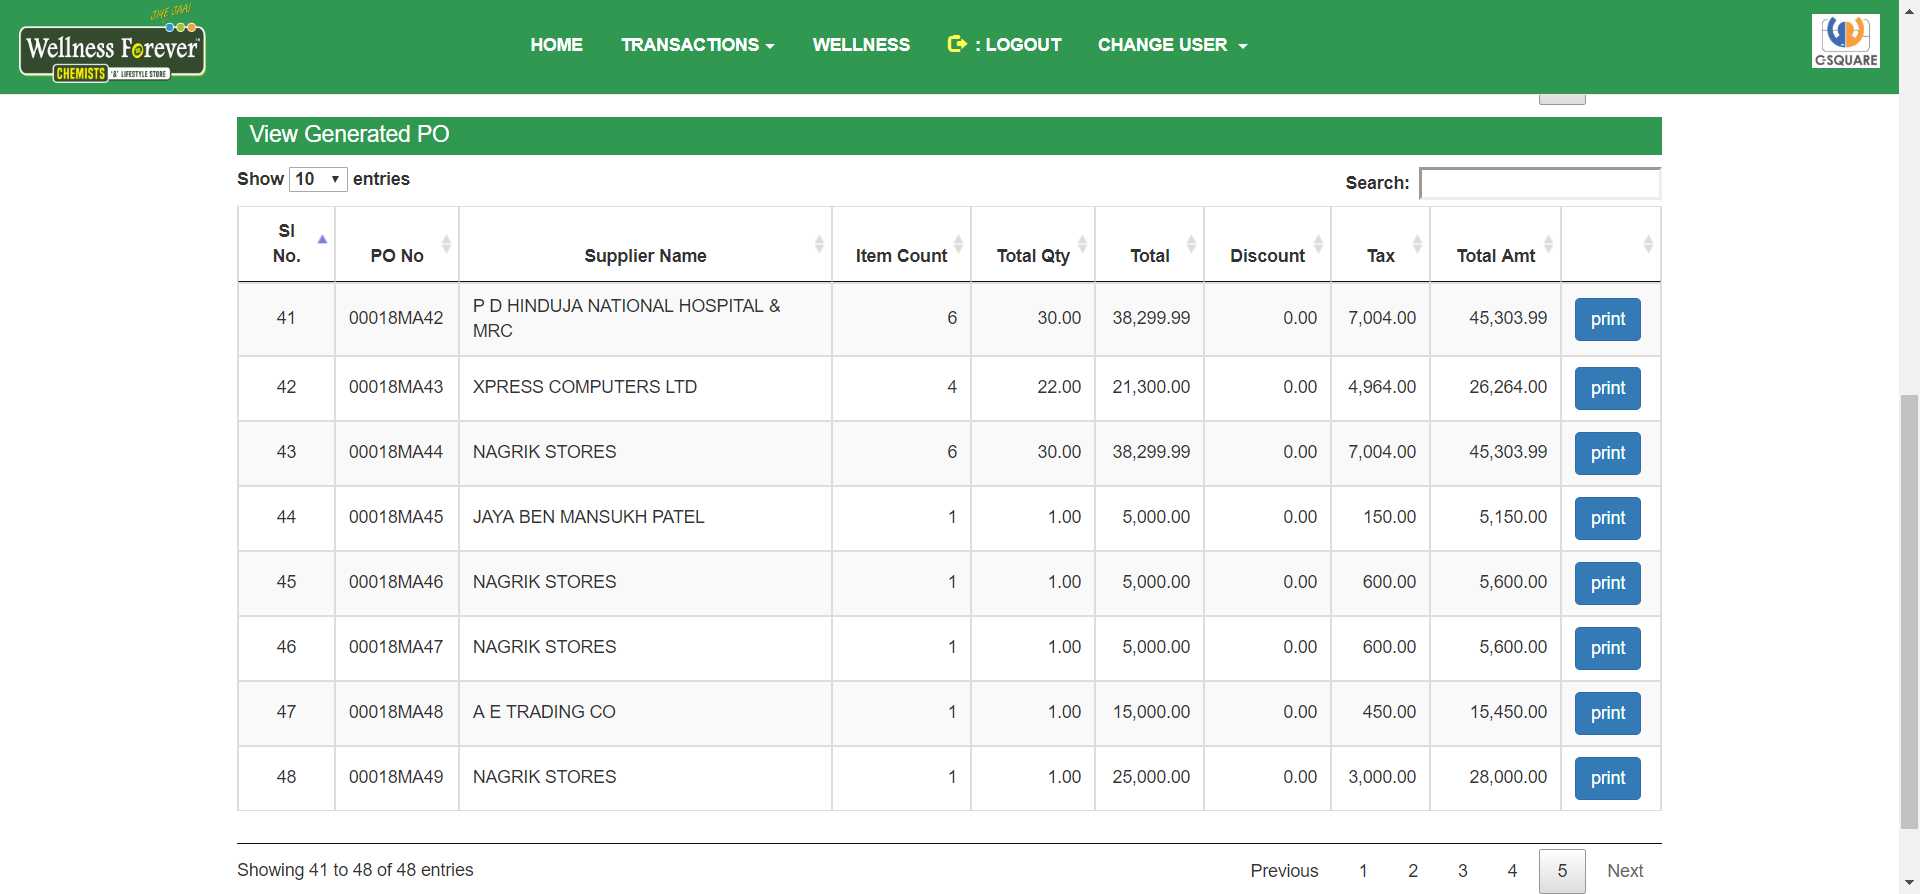 JIYE JAA!
Wellness Forever
CHEMISTS '&' LIFESTYLE STORE
HOME TRANSACTIONS WELLNESS : LOGOUT CHANGE USER
C-SQUARE
View Generated PO
Show 10 entries
Search:
Sl No. PO No Supplier Name Item Count Total Qty Total Discount Tax Total Amt
41 00018MA42 P D HINDUJA NATIONAL HOSPITAL & MRC 6 30.00 38,299.99 0.00 7,004.00 45,303.99 print
42 00018MA43 XPRESS COMPUTERS LTD 4 22.00 21,300.00 0.00 4,964.00 26,264.00 print
43 00018MA44 NAGRIK STORES 6 30.00 38,299.99 0.00 7,004.00 45,303.99 print
44 00018MA45 JAYA BEN MANSUKH PATEL 1 1.00 5,000.00 0.00 150.00 5,150.00 print
45 00018MA46 NAGRIK STORES 1 1.00 5,000.00 0.00 600.00 5,600.00 print
46 00018MA47 NAGRIK STORES 1 1.00 5,000.00 0.00 600.00 5,600.00 print
47 00018MA48 A E TRADING CO 1 1.00 15,000.00 0.00 450.00 15,450.00 print
48 00018MA49 NAGRIK STORES 1 1.00 25,000.00 0.00 3,000.00 28,000.00 print
Showing 41 to 48 of 48 entries
Previous 1 2 3 4 5 Next